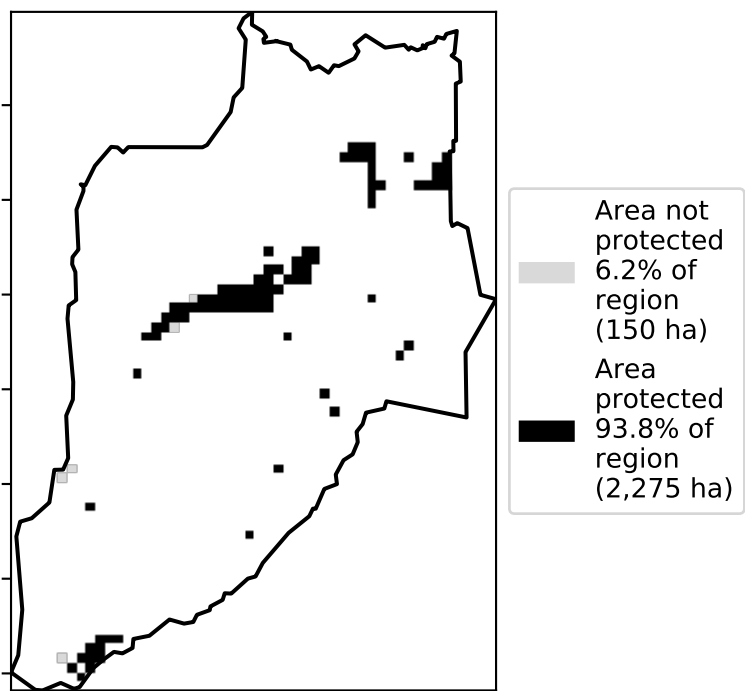 Area not
protected
6.2% of
region
(150 ha)
Area
protected
93.8% of
region
(2,275 ha)